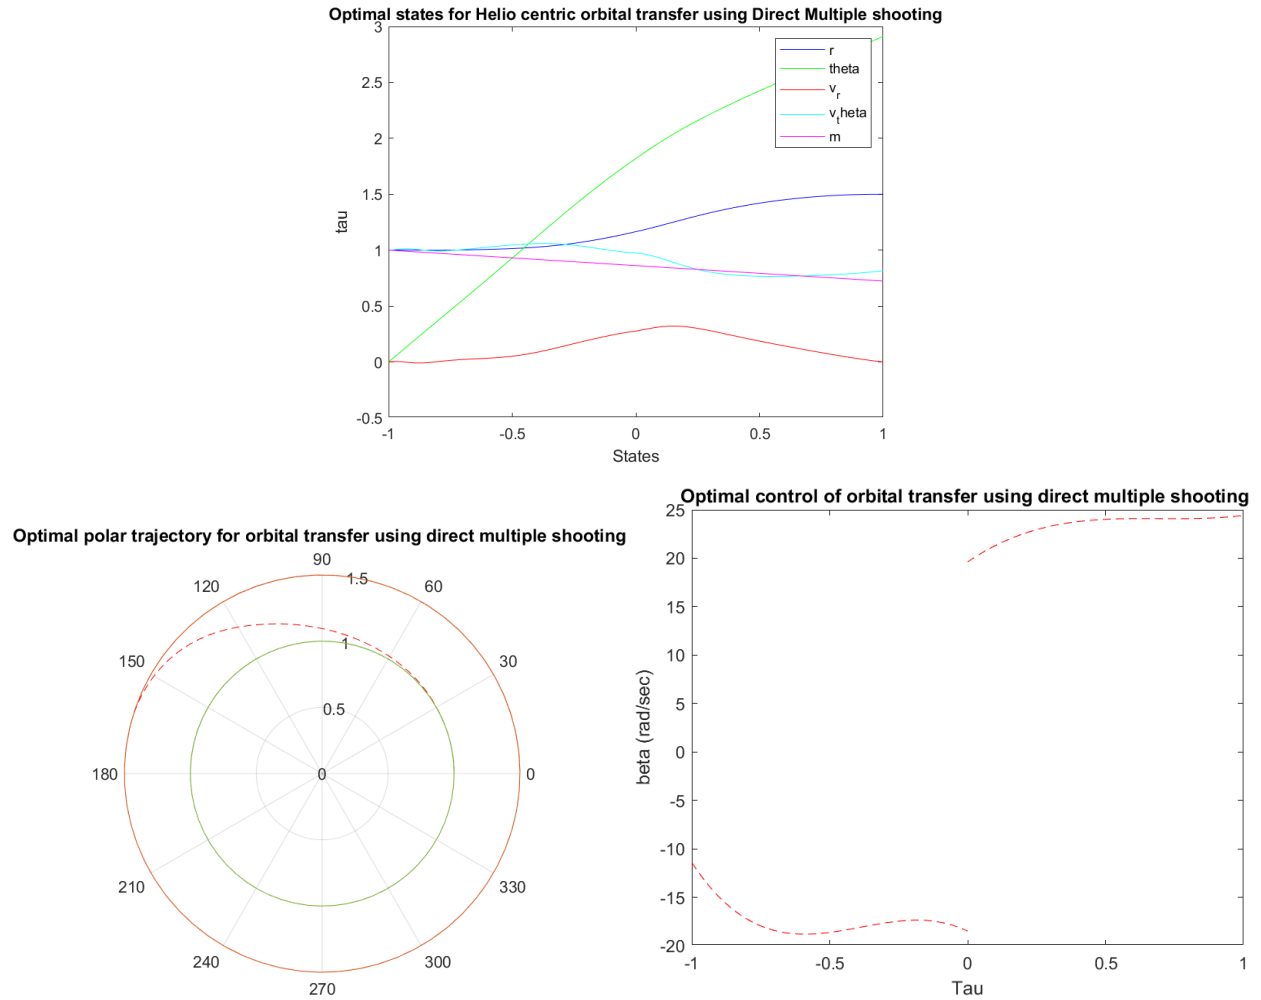 Optimal states for Helio centric orbital transfer using Direct Multiple shooting
3
2.5
2
1.5
1
0.5
0
-0.5
tau
r
theta
v_r
v_theta
m
-1 -0.5 0 0.5 1
States
Optimal polar trajectory for orbital transfer using direct multiple shooting
90
120 60
1.5
150 30
1
0.5
180 0 0
210 330
240 300
270
Optimal control of orbital transfer using direct multiple shooting
25
20
15
10
5
0
-5
-10
-15
-20
beta (rad/sec)
-1 -0.5 0 0.5 1
Tau